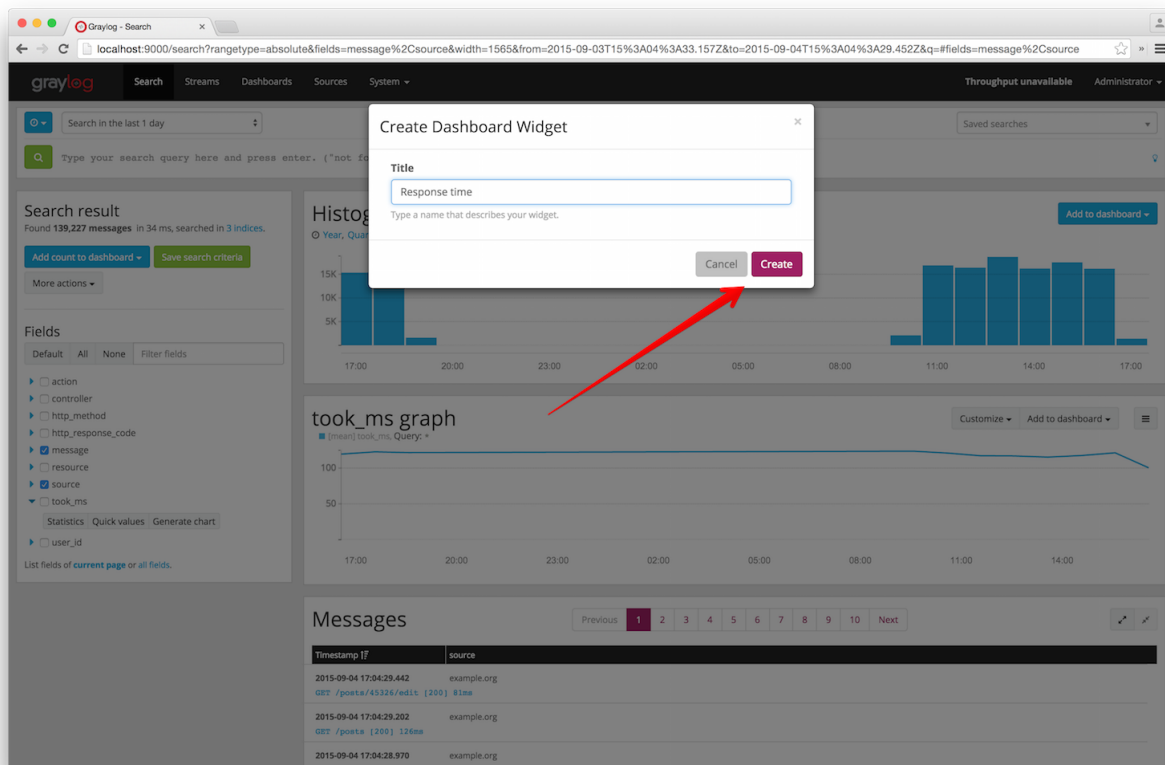 Graylog - Search
localhost:9000/search?rangetype=absolute&fields=message%2Csource&width=1565&from=2015-09-03T15%3A04%3A33.157Z&to=2015-09-04T15%3A04%3A29.452Z&q=#fields=message%2Csource
graylog Search Streams Dashboards Sources System Throughput unavailable Administrator
Search in the last 1 day Saved searches
Type your search query here and press enter. ("not fo
Create Dashboard Widget
Title
Response time
Type a name that describes your widget.
Cancel Create
Search result
Found 139,227 messages in 34 ms, searched in 3 indices.
Add count to dashboard Save search criteria
More actions
Fields
Default All None Filter fields
action
controller
http_method
http_response_code
message
resource
source
took_ms
Statistics Quick values Generate chart
user_id
List fields of current page or all fields.
Histog
Add to dashboard
Year, Quar
15K
10K
5K
17:00 20:00 23:00 02:00 05:00 08:00 11:00 14:00 17:00
took_ms graph
Customize Add to dashboard
[mean] took_ms, Query: *
100
50
17:00 20:00 23:00 02:00 05:00 08:00 11:00 14:00
Messages
Previous 1 2 3 4 5 6 7 8 9 10 Next
Timestamp source
2015-09-04 17:04:29.442 example.org
GET /posts/45326/edit [200] 81ms
2015-09-04 17:04:29.202 example.org
GET /posts [200] 126ms
2015-09-04 17:04:28.970 example.org